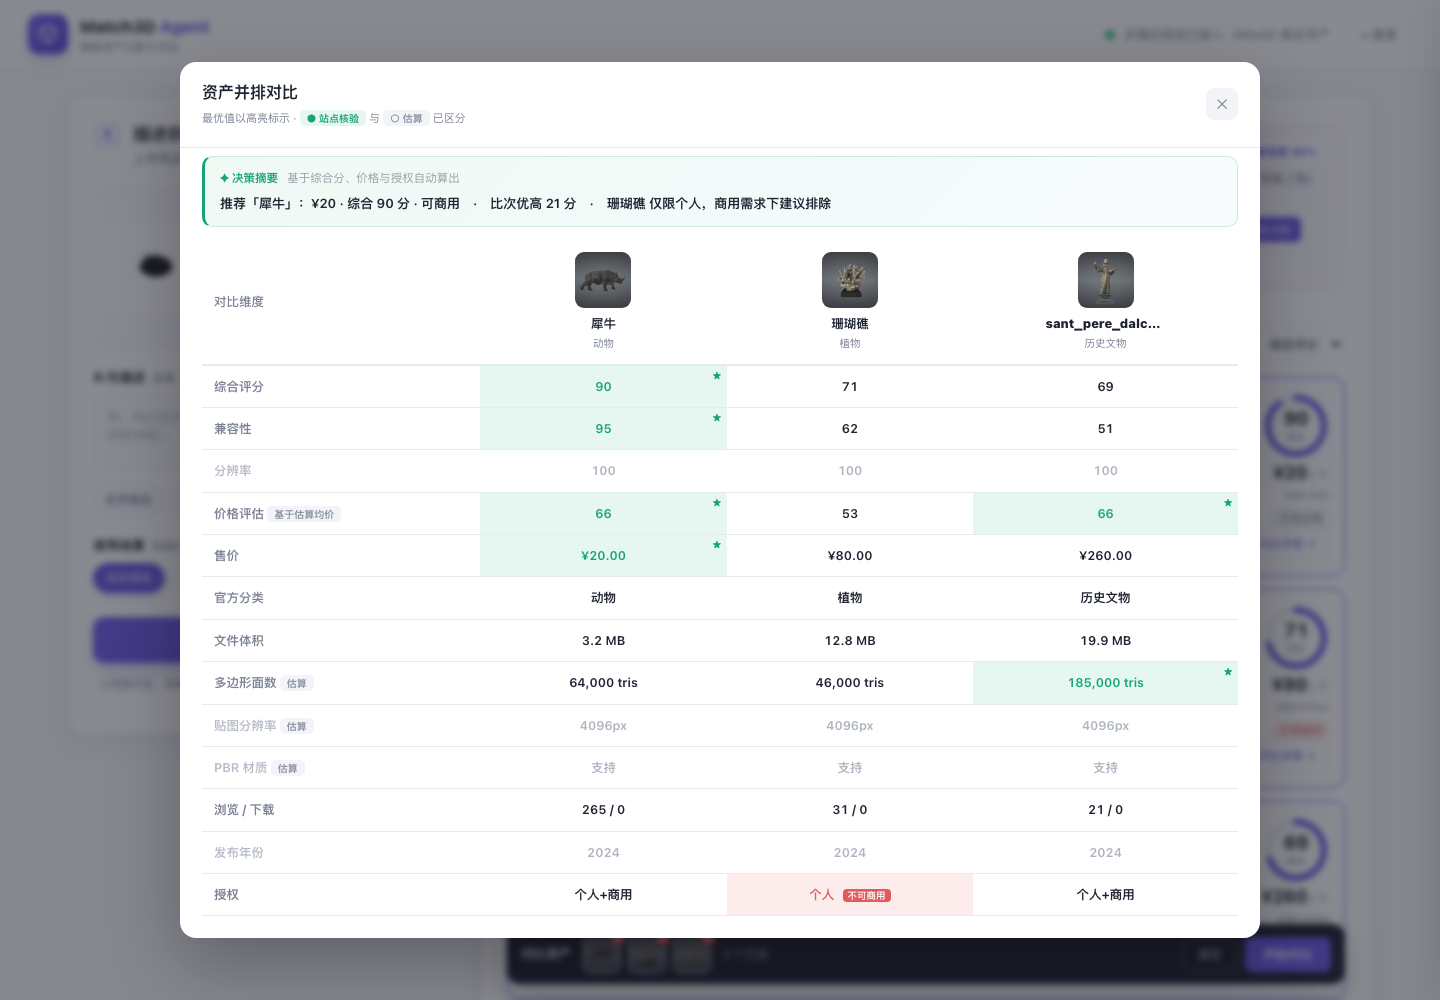 Match3D Agent
资产并排对比
最优值以高亮标示 · 站点核验 与 估算 已区分
决策摘要 基于综合分、价格与授权自动算出
推荐「犀牛」：¥20 · 综合 90 分 · 可商用 · 比次优高 21 分 · 珊瑚礁 仅限个人，商用需求下建议排除
对比维度
犀牛
动物
珊瑚礁
植物
sant_pere_dalc...
历史文物
综合评分 90 71 69
兼容性 95 62 51
分辨率 100 100 100
价格评估 基于估算均价 66 53 66
售价 ¥20.00 ¥80.00 ¥260.00
官方分类 动物 植物 历史文物
文件体积 3.2 MB 12.8 MB 19.9 MB
多边形面数 估算 64,000 tris 46,000 tris 185,000 tris
贴图分辨率 估算 4096px 4096px 4096px
PBR 材质 估算 支持 支持 支持
浏览 / 下载 265 / 0 31 / 0 21 / 0
发布年份 2024 2024 2024
授权 个人+商用 个人 不可商用 个人+商用
90
¥20
71
¥80
69
¥260